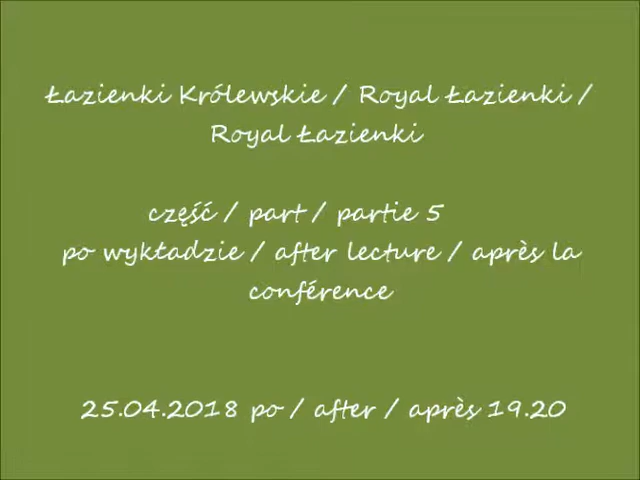 Łazienki Królewskie / Royal Łazienki /
Royal Łazienki
część / part / partie 5
po wykładzie / after lecture / après la
conférence
25.04.2018 po / after / après 19.20